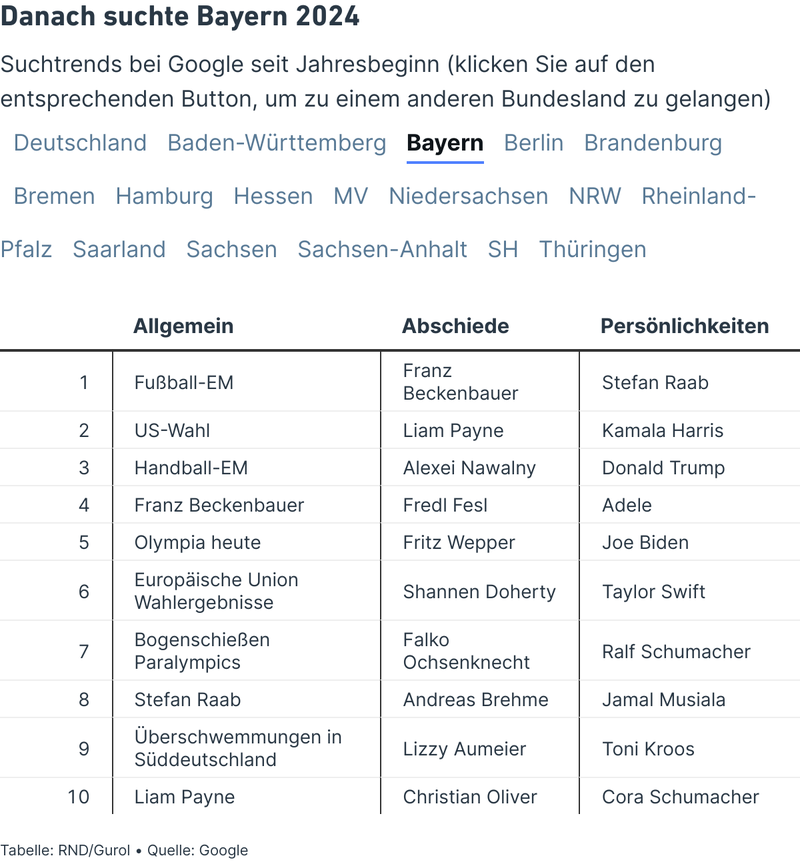 Danach suchte Bayern 2024
Suchtrends bei Google seit Jahresbeginn (klicken Sie auf den
entsprechenden Button, um zu einem anderen Bundesland zu gelangen)
Deutschland Baden-Württemberg Bayern Berlin Brandenburg
Bremen Hamburg Hessen MV Niedersachsen NRW Rheinland-
Pfalz Saarland Sachsen Sachsen-Anhalt SH Thüringen
Allgemein Abschiede Persönlichkeiten
1 Fußball-EM Franz Beckenbauer Stefan Raab
2 US-Wahl Liam Payne Kamala Harris
3 Handball-EM Alexei Nawalny Donald Trump
4 Franz Beckenbauer Fredl Fesl Adele
5 Olympia heute Fritz Wepper Joe Biden
6 Europäische Union Wahlergebnisse Shannen Doherty Taylor Swift
7 Bogenschießen Paralympics Falko Ochsenknecht Ralf Schumacher
8 Stefan Raab Andreas Brehme Jamal Musiala
9 Überschwemmungen in Süddeutschland Lizzy Aumeier Toni Kroos
10 Liam Payne Christian Oliver Cora Schumacher
Tabelle: RND/Gurol • Quelle: Google